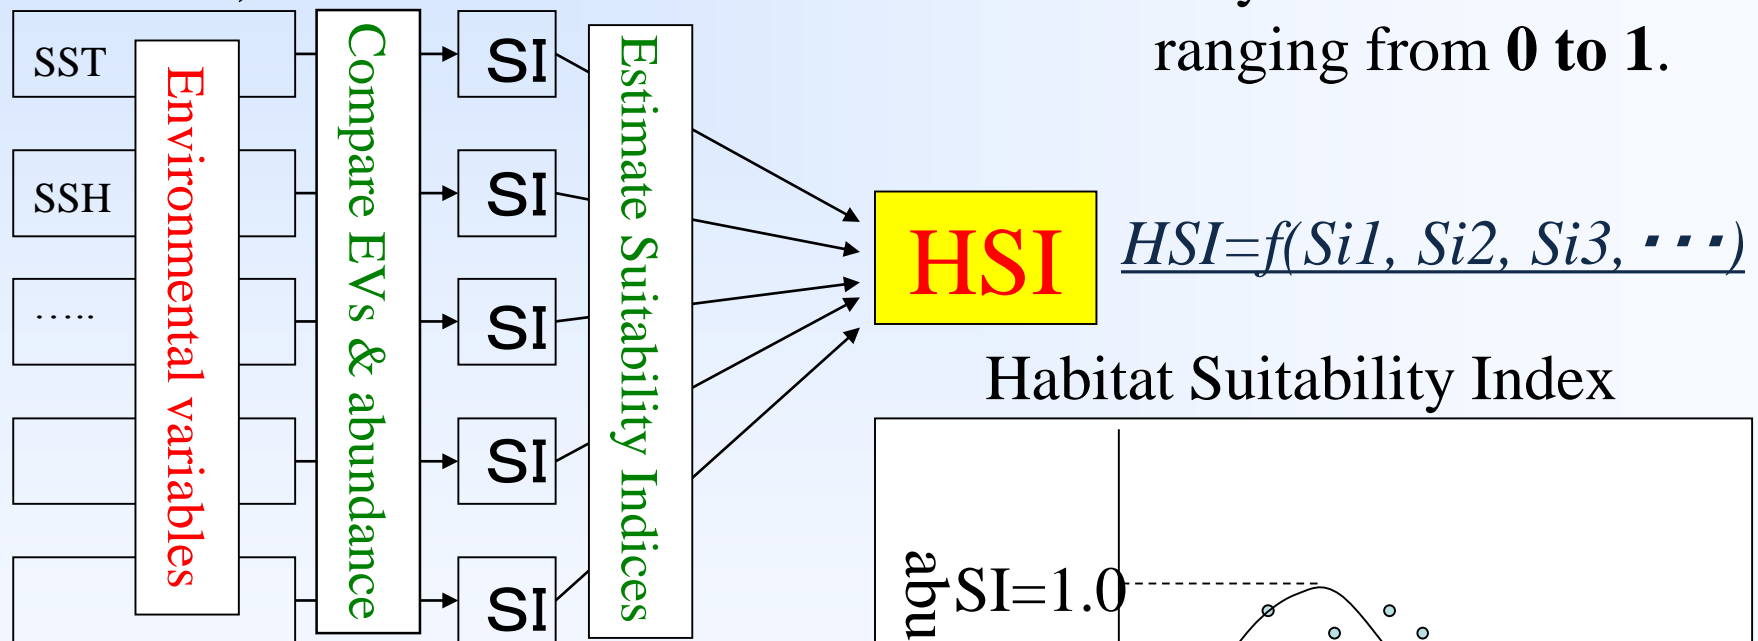 ranging from 0 to 1.
SST
SSH
.....
Environmental variables
Compare EVs & abundance
SI
SI
SI
SI
SI
Estimate Suitability Indices
HSI
HSI=f(Si1, Si2, Si3, ･･･)
Habitat Suitability Index
abu
SI=1.0